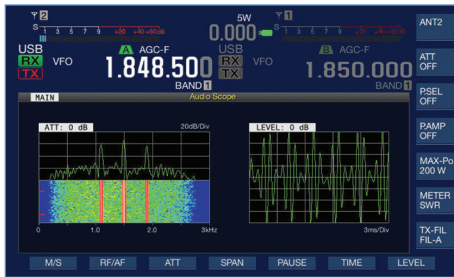 2 5W 1 ANT2
S 1 3 5 7 9 +20 +40 +60dB 0.000 S 1 3 5 7 9 +20 +40 +60dB
USB A AGC-F USB B AGC-F
RX VFO 1.848.500 RX VFO 1.850.000
TX TX
BAND 1 BAND 1
ATT
OFF
P.SEL
OFF
P.AMP
OFF
MAX-Po
200 W
METER
SWR
TX-FIL
FIL-A
MAIN Audio Scope
ATT: 0 dB 20dB/Div LEVEL: 0 dB
0 1.0 2.0 3kHz 3ms/Div
M/S RF/AF ATT SPAN PAUSE TIME LEVEL